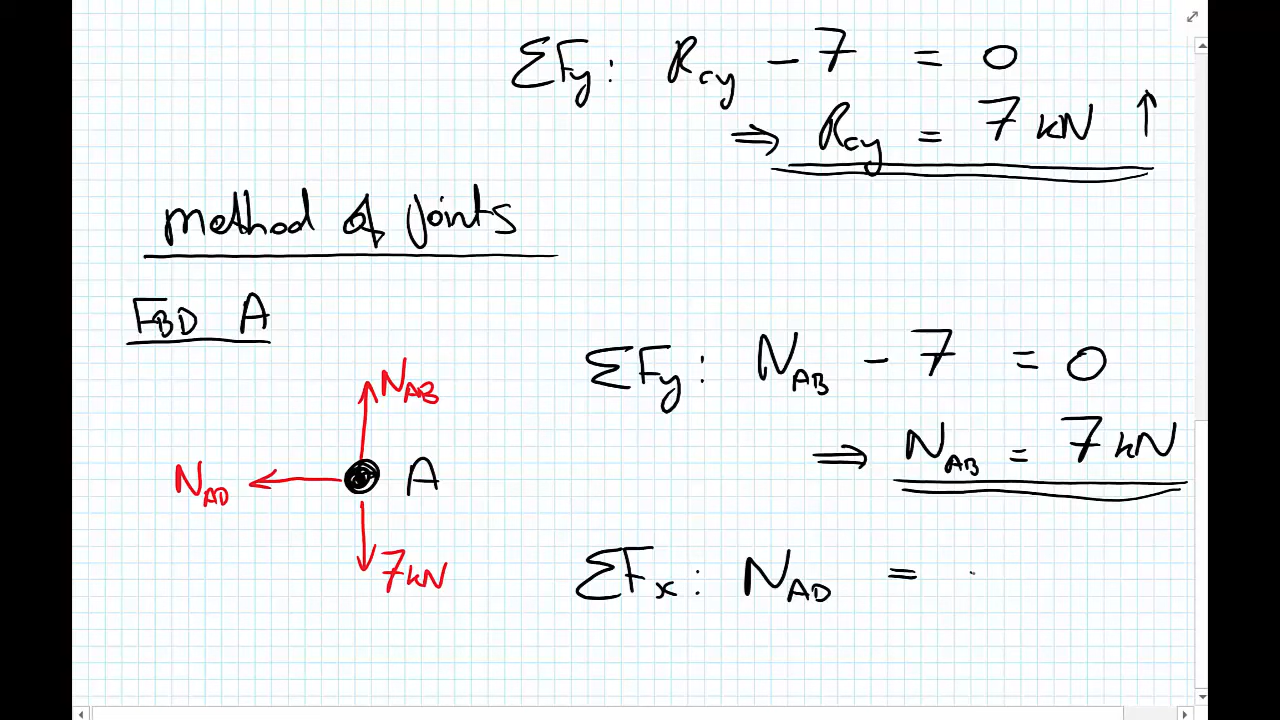 ΣFy: Rcy - 7 = 0
⇒ Rcy = 7 kN ↑
Method of joints
FBD A
ΣFy: NAB - 7 = 0
NAB
⇒ NAB = 7 kN
NAD A
7kN
ΣFx: NAD =